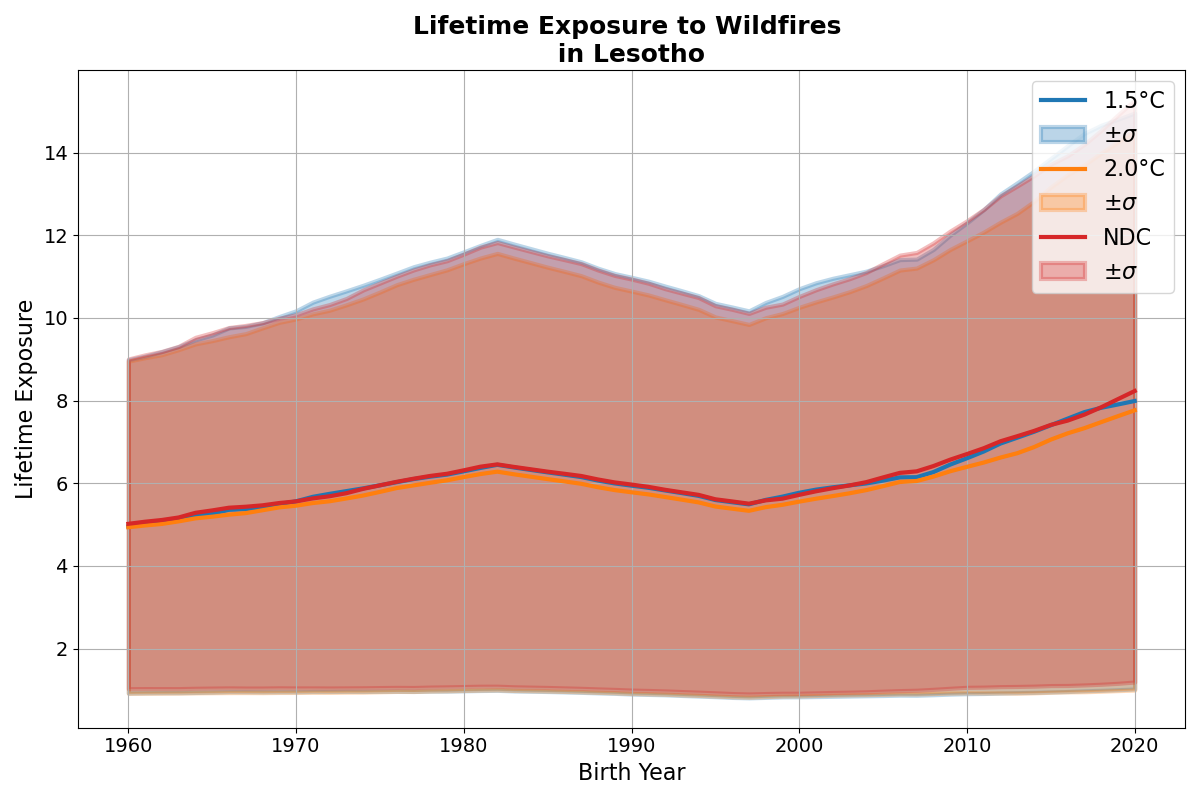 Lifetime Exposure to Wildfires
in Lesotho
Lifetime Exposure
14
12
10
8
6
4
2
1960 1970 1980 1990 2000 2010 2020
Birth Year
1.5°C
±σ
2.0°C
±σ
NDC
±σ